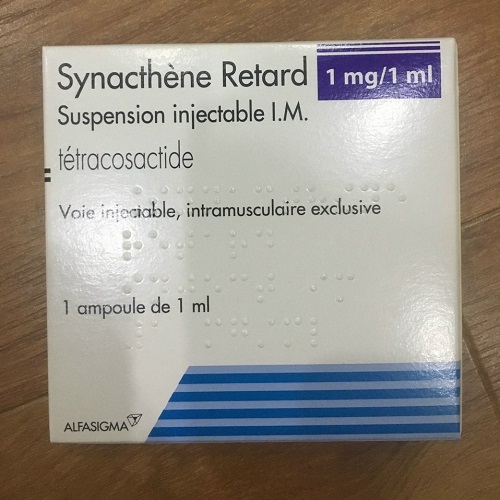 Synacthène Retard 1 mg/1 ml
Suspension injectable I.M.
tétracosactide
Voie injectable, intramusculaire exclusive
1 ampoule de 1 ml
ALFASIGMA